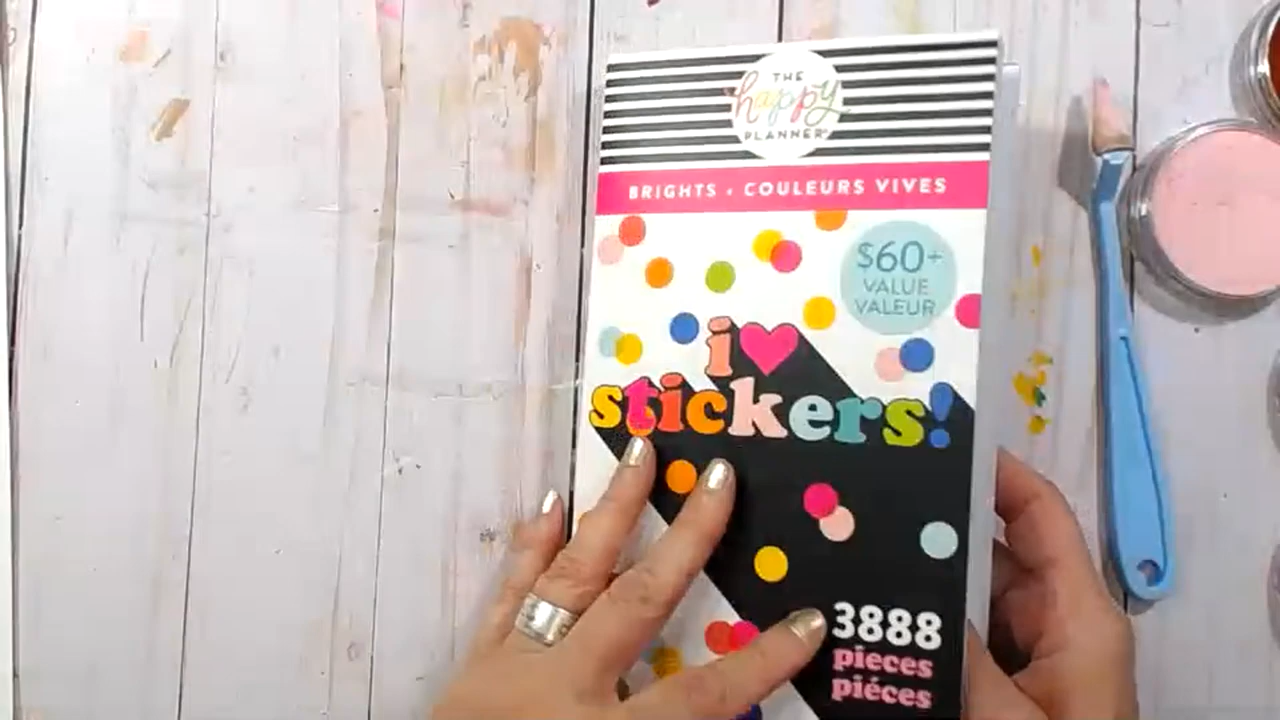 THE
happy
PLANNER®
BRIGHTS • COULEURS VIVES
$60+
VALUE
VALEUR
i
stickers!
3888
pieces
piéces